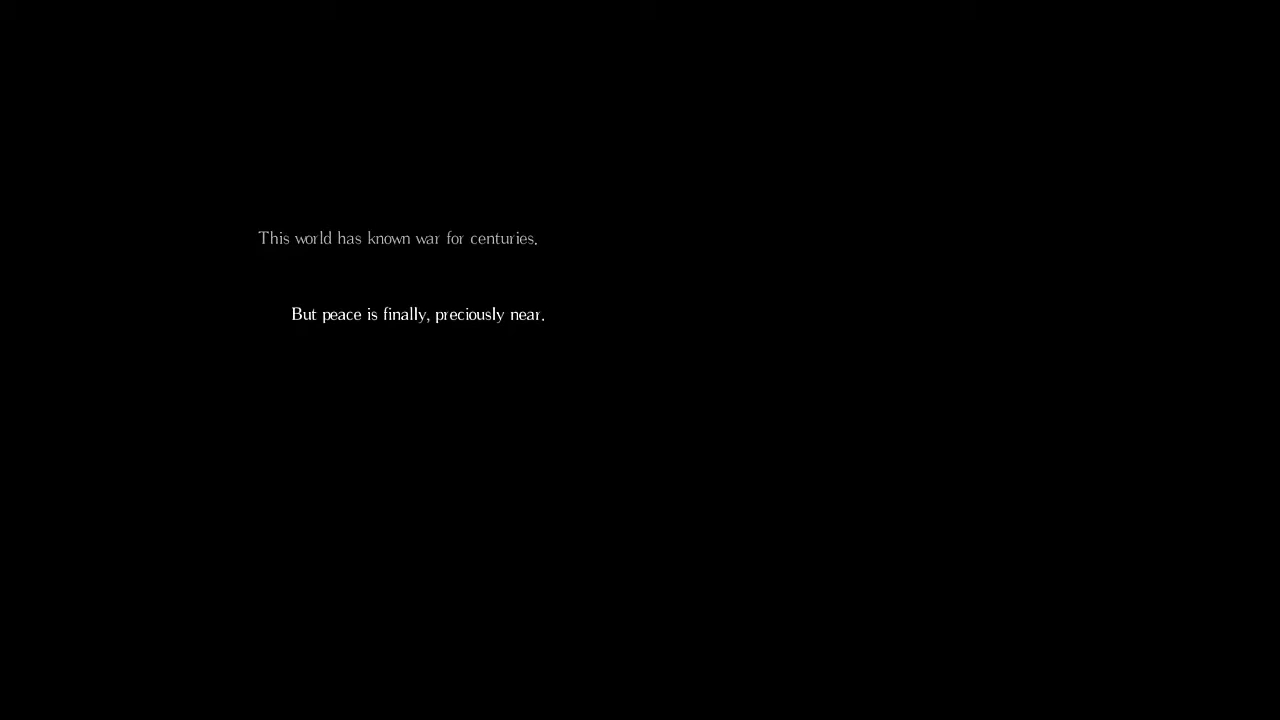 This world has known war for centuries.
But peace is finally, preciously near.